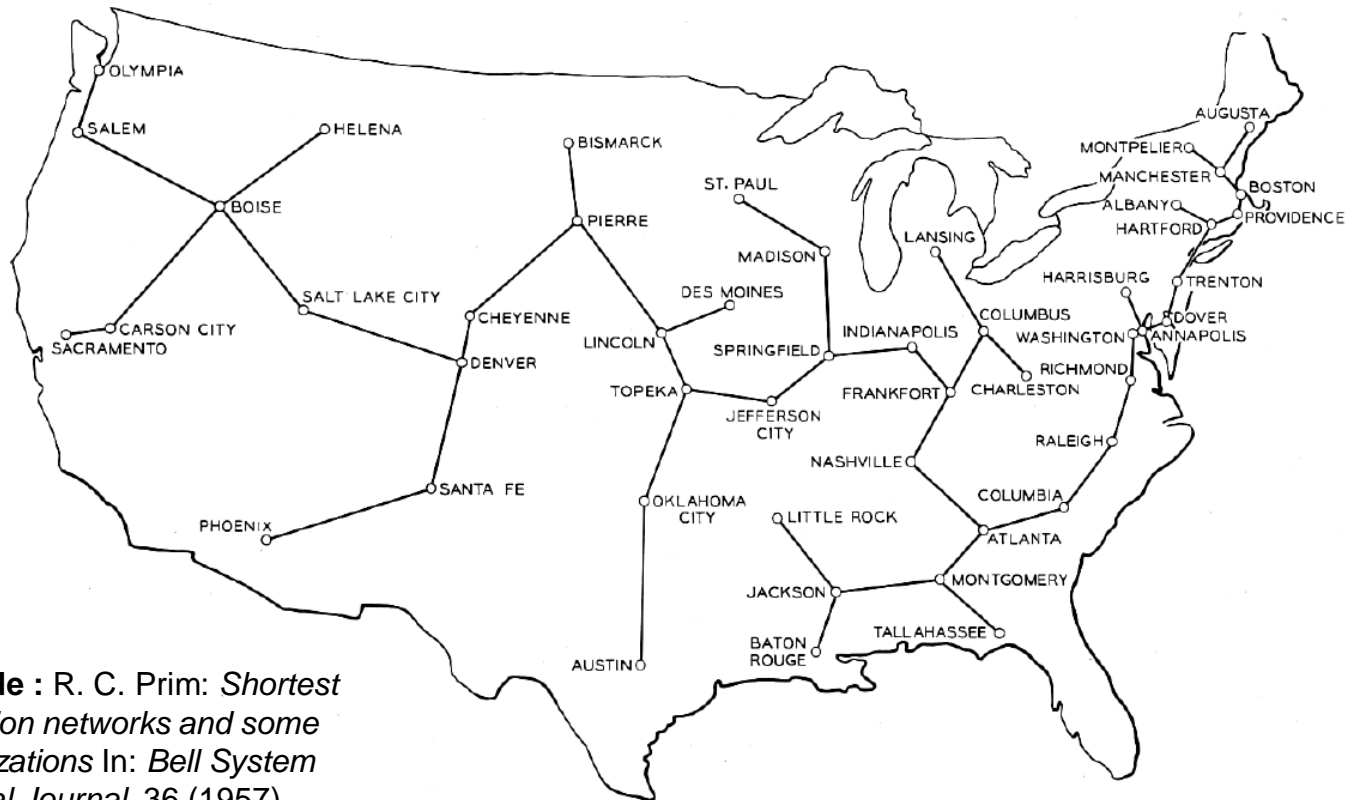 OLYMPIA
SALEM
HELENA
BOISE
BISMARCK
PIERRE
ST. PAUL
MADISON
LANSING
AUGUSTA
MONTPELIER
MANCHESTER
BOSTON
ALBANY
PROVIDENCE
HARTFORD
HARRISBURG
TRENTON
SALT LAKE CITY
CARSON CITY
SACRAMENTO
CHEYENNE
DENVER
DES MOINES
LINCOLN
SPRINGFIELD
INDIANAPOLIS
COLUMBUS
DOVER
WASHINGTON
ANNAPOLIS
TOPEKA
JEFFERSON
CITY
FRANKFORT
CHARLESTON
RICHMOND
NASHVILLE
RALEIGH
SANTA FE
PHOENIX
OKLAHOMA
CITY
LITTLE ROCK
COLUMBIA
ATLANTA
JACKSON
MONTGOMERY
TALLAHASSEE
BATON
ROUGE
AUSTIN
: R. C. Prim: Shortest
networks and some
In: Bell System
Journal, 36 (1957)